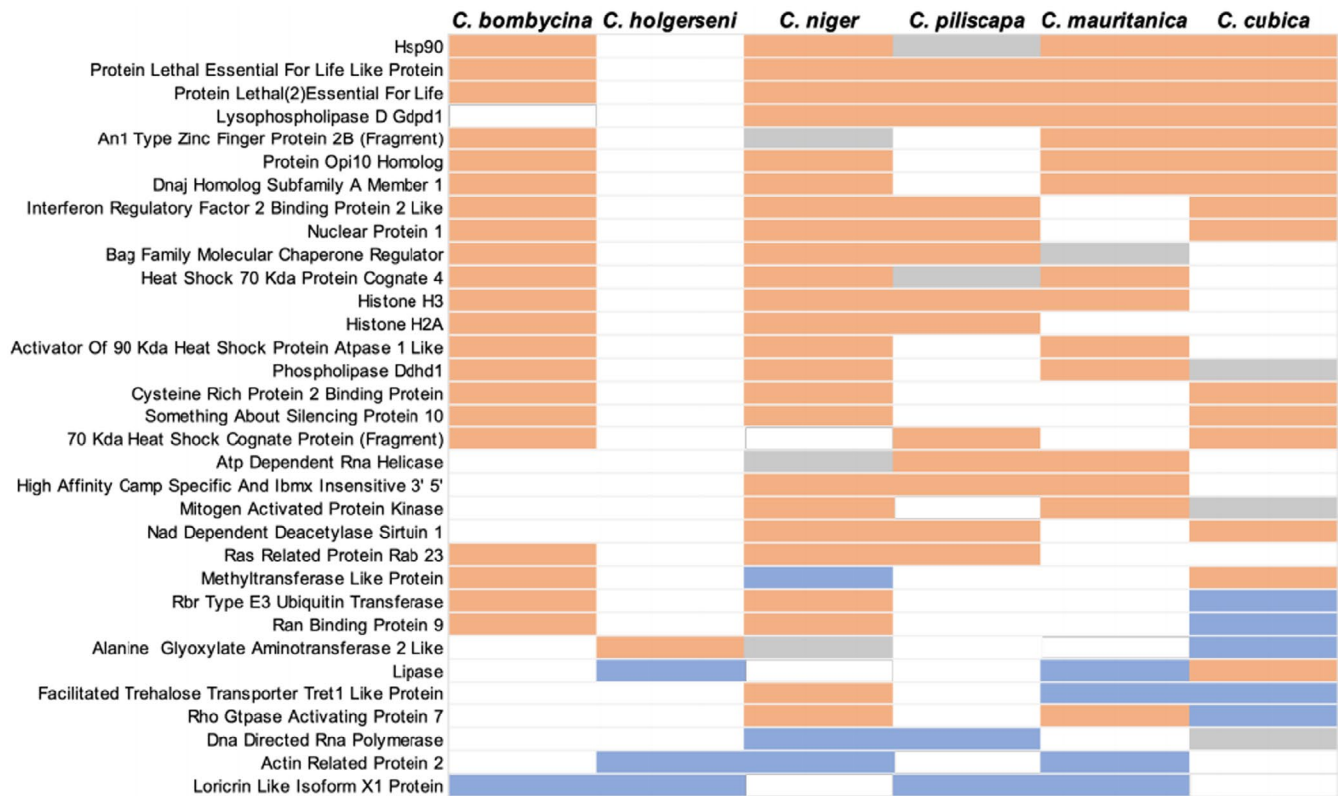 C. bombycina C. holgerseni C. niger C. piliscapa C. mauritanica C. cubica
Hsp90
Protein Lethal Essential For Life Like Protein
Protein Lethal(2)Essential For Life
Lysophospholipase D Gdpd1
An1 Type Zinc Finger Protein 2B (Fragment)
Protein Opi10 Homolog
Dnaj Homolog Subfamily A Member 1
Interferon Regulatory Factor 2 Binding Protein 2 Like
Nuclear Protein 1
Bag Family Molecular Chaperone Regulator
Heat Shock 70 Kda Protein Cognate 4
Histone H3
Histone H2A
Activator Of 90 Kda Heat Shock Protein Atpase 1 Like
Phospholipase Ddhd1
Cysteine Rich Protein 2 Binding Protein
Something About Silencing Protein 10
70 Kda Heat Shock Cognate Protein (Fragment)
Atp Dependent Rna Helicase
High Affinity Camp Specific And Ibmx Insensitive 3' 5'
Mitogen Activated Protein Kinase
Nad Dependent Deacetylase Sirtuin 1
Ras Related Protein Rab 23
Methyltransferase Like Protein
Rbr Type E3 Ubiquitin Transferase
Ran Binding Protein 9
Alanine Glyoxylate Aminotransferase 2 Like
Lipase
Facilitated Trehalose Transporter Tret1 Like Protein
Rho Gtpase Activating Protein 7
Dna Directed Rna Polymerase
Actin Related Protein 2
Loricrin Like Isoform X1 Protein